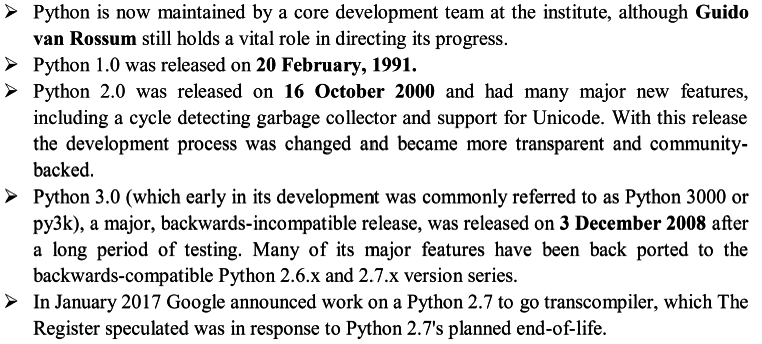 ➢ Python is now maintained by a core development team at the institute, although Guido
van Rossum still holds a vital role in directing its progress.
➢ Python 1.0 was released on 20 February, 1991.
➢ Python 2.0 was released on 16 October 2000 and had many major new features,
including a cycle detecting garbage collector and support for Unicode. With this release
the development process was changed and became more transparent and community-
backed.
➢ Python 3.0 (which early in its development was commonly referred to as Python 3000 or
py3k), a major, backwards-incompatible release, was released on 3 December 2008 after
a long period of testing. Many of its major features have been back ported to the
backwards-compatible Python 2.6.x and 2.7.x version series.
➢ In January 2017 Google announced work on a Python 2.7 to go transcompiler, which The
Register speculated was in response to Python 2.7's planned end-of-life.